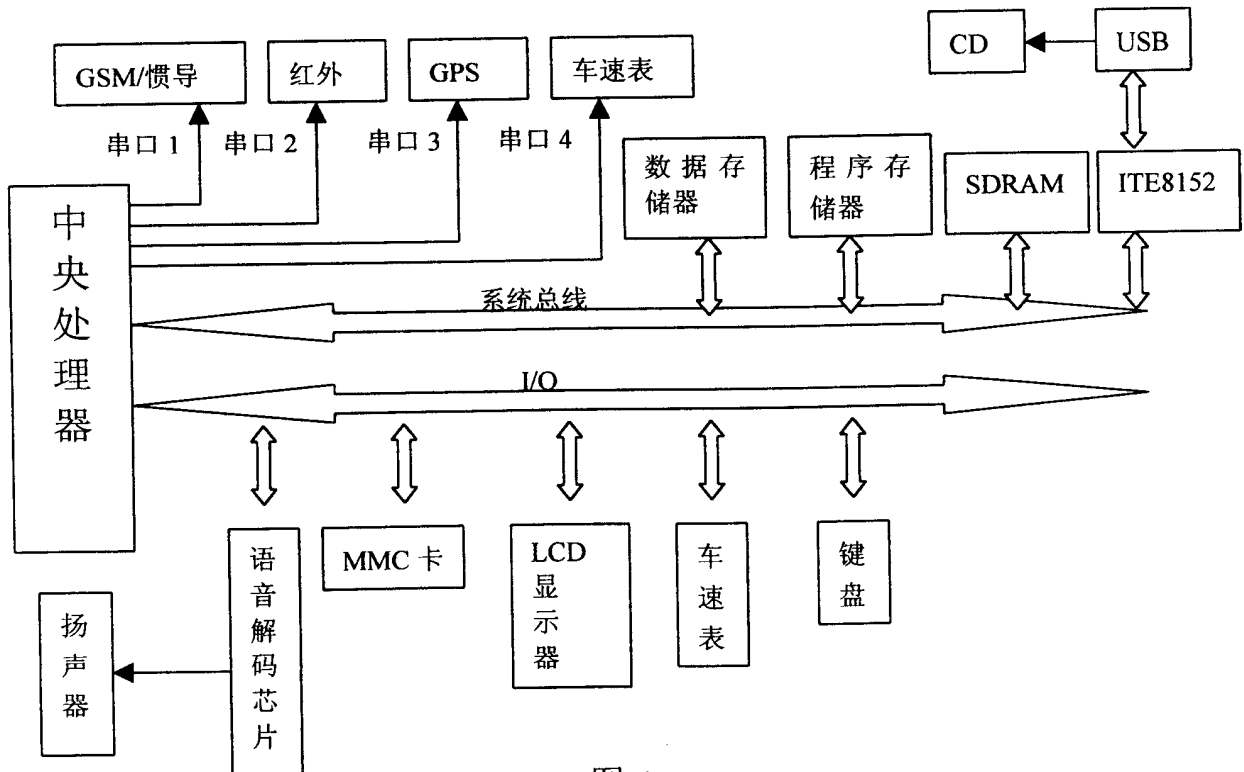 CD
USB
GSM/惯导
红外
GPS
车速表
串口 1
串口 2
串口 3
串口 4
数据存
储器
程序存
储器
SDRAM
ITE8152
中央处理器
系统总线
I/O
语音解码芯片
MMC 卡
LCD
显示器
车速表
键盘
扬声器